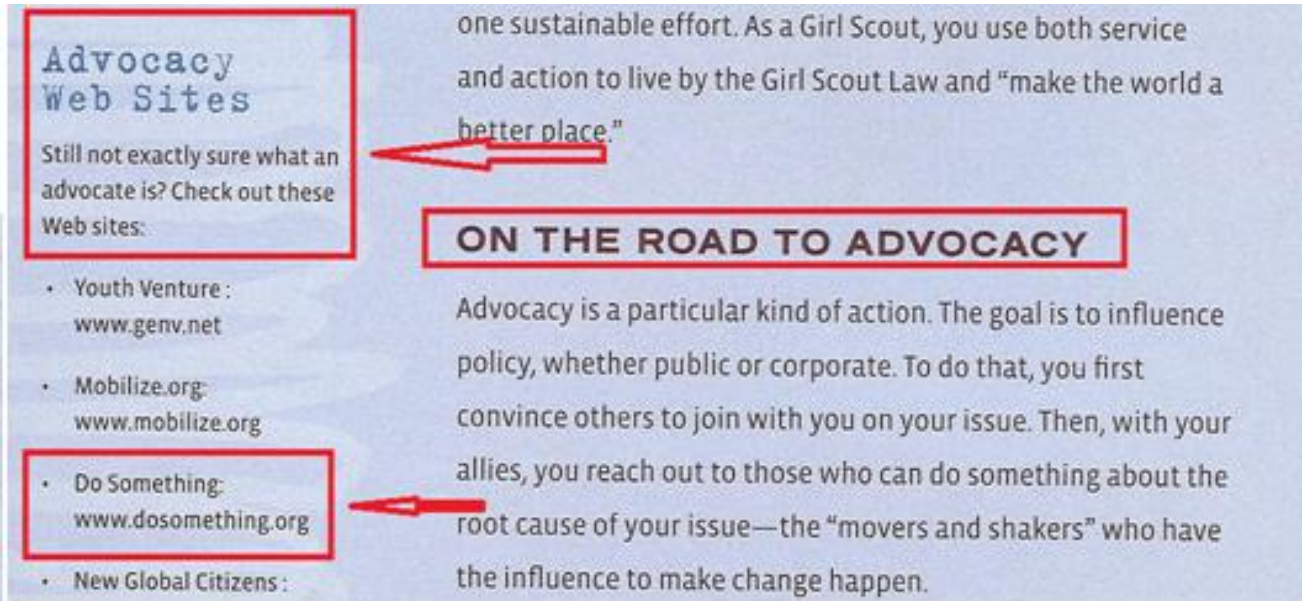 Advocacy
Web Sites
Still not exactly sure what an
advocate is? Check out these
Web sites:
• Youth Venture :
www.genv.net
• Mobilize.org:
www.mobilize.org
• Do Something:
www.dosomething.org
• New Global Citizens :
one sustainable effort. As a Girl Scout, you use both service
and action to live by the Girl Scout Law and “make the world a
better place.”
ON THE ROAD TO ADVOCACY
Advocacy is a particular kind of action. The goal is to influence
policy, whether public or corporate. To do that, you first
convince others to join with you on your issue. Then, with your
allies, you reach out to those who can do something about the
root cause of your issue—the “movers and shakers” who have
the influence to make change happen.